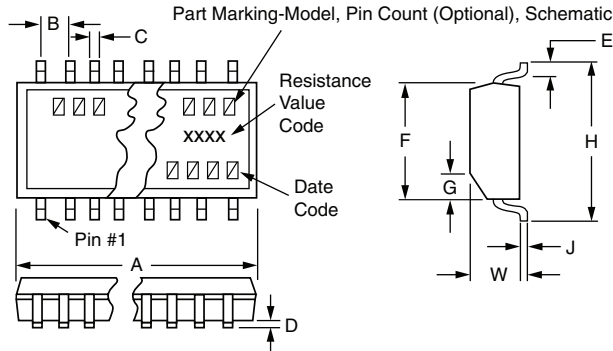 Part Marking-Model, Pin Count (Optional), Schematic
B
C
E
Resistance
Value
Code
XXXX
F
H
G
Date
Code
Pin #1
J
A
W
D